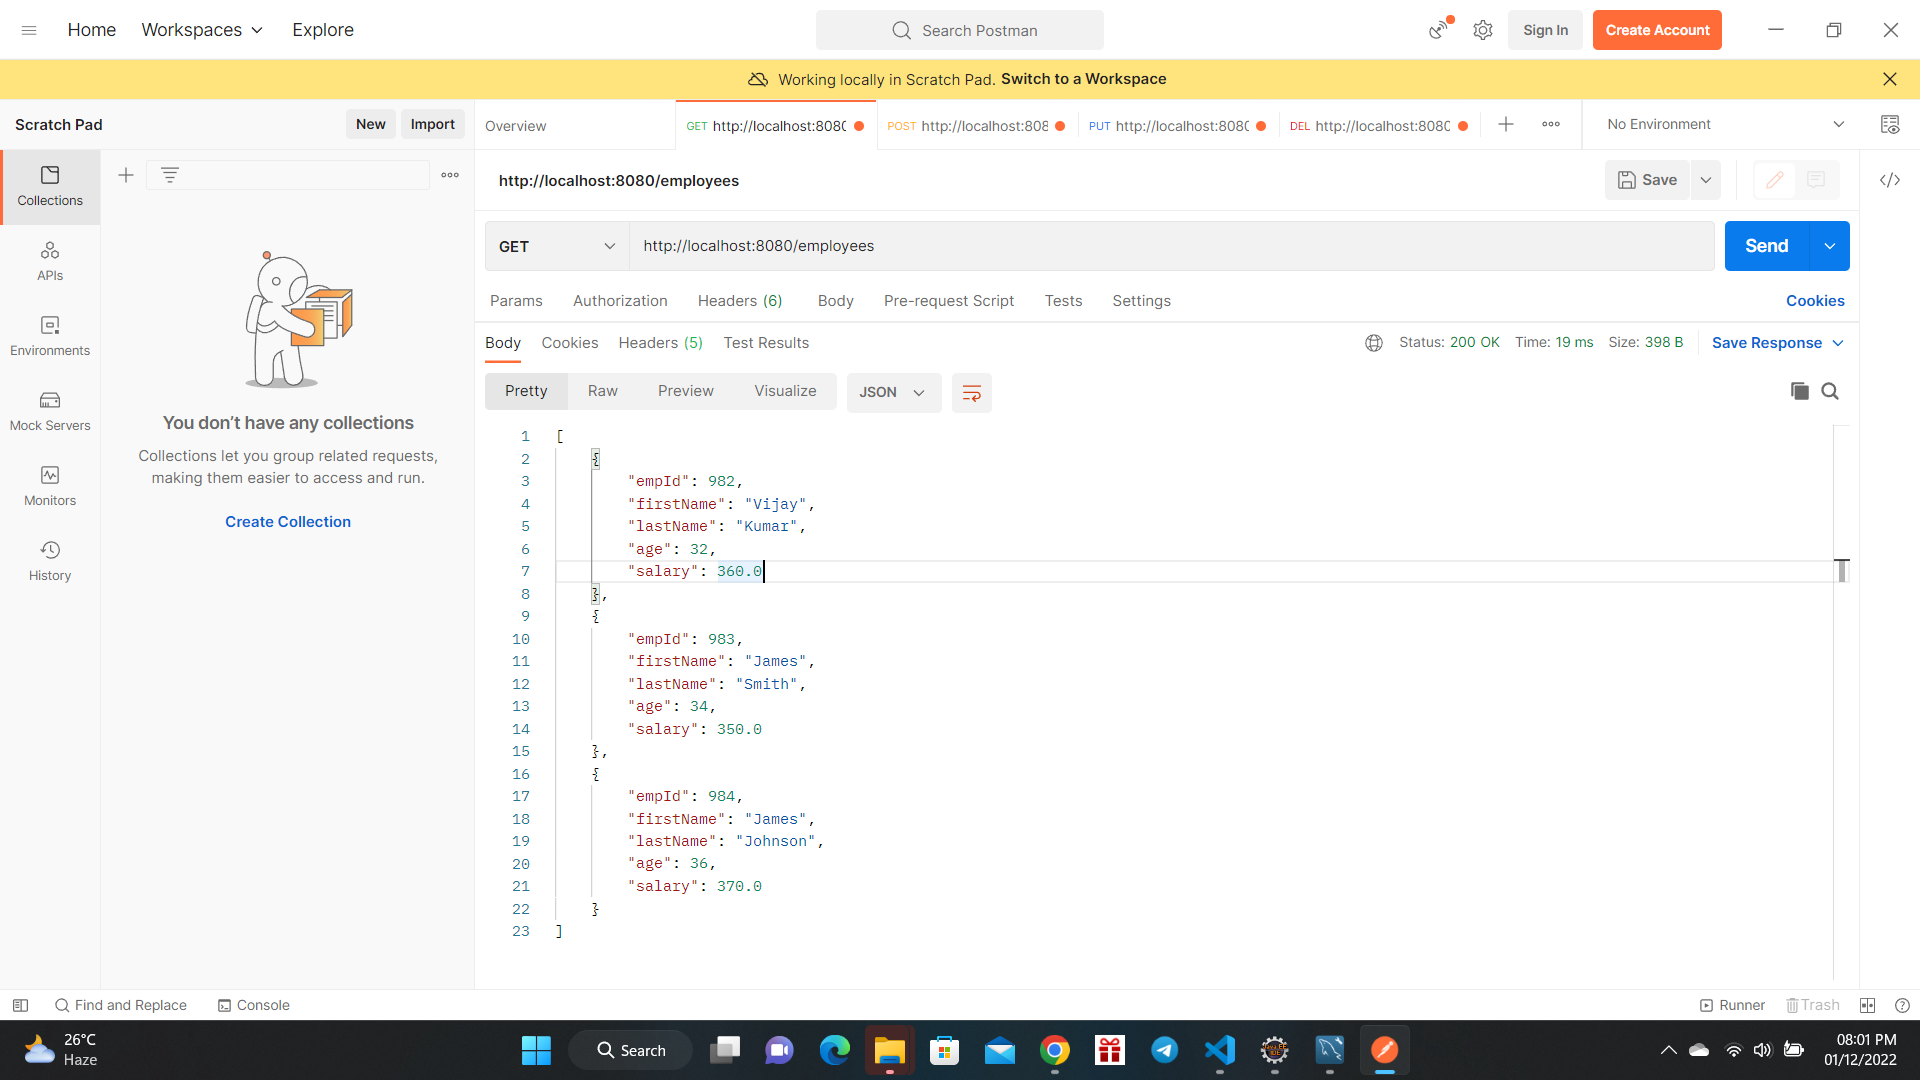 Home Workspaces Explore Search Postman Sign In Create Account
Working locally in Scratch Pad. Switch to a Workspace
Scratch Pad New Import Overview GET http://localhost:8080 POST http://localhost:808 PUT http://localhost:8080 DEL http://localhost:8080 No Environment
Collections
APIs
Environments
Mock Servers
Monitors
History
You don’t have any collections
Collections let you group related requests,
making them easier to access and run.
Create Collection
http://localhost:8080/employees Save
GET http://localhost:8080/employees Send
Params Authorization Headers (6) Body Pre-request Script Tests Settings Cookies
Body Cookies Headers (5) Test Results Status: 200 OK Time: 19 ms Size: 398 B Save Response
Pretty Raw Preview Visualize JSON
1 [
2 {
3 "empId": 982,
4 "firstName": "Vijay",
5 "lastName": "Kumar",
6 "age": 32,
7 "salary": 360.0
8 },
9 {
10 "empId": 983,
11 "firstName": "James",
12 "lastName": "Smith",
13 "age": 34,
14 "salary": 350.0
15 },
16 {
17 "empId": 984,
18 "firstName": "James",
19 "lastName": "Johnson",
20 "age": 36,
21 "salary": 370.0
22 }
23 ]
Find and Replace Console Runner Trash
26°C
Haze
Search
08:01 PM
01/12/2022